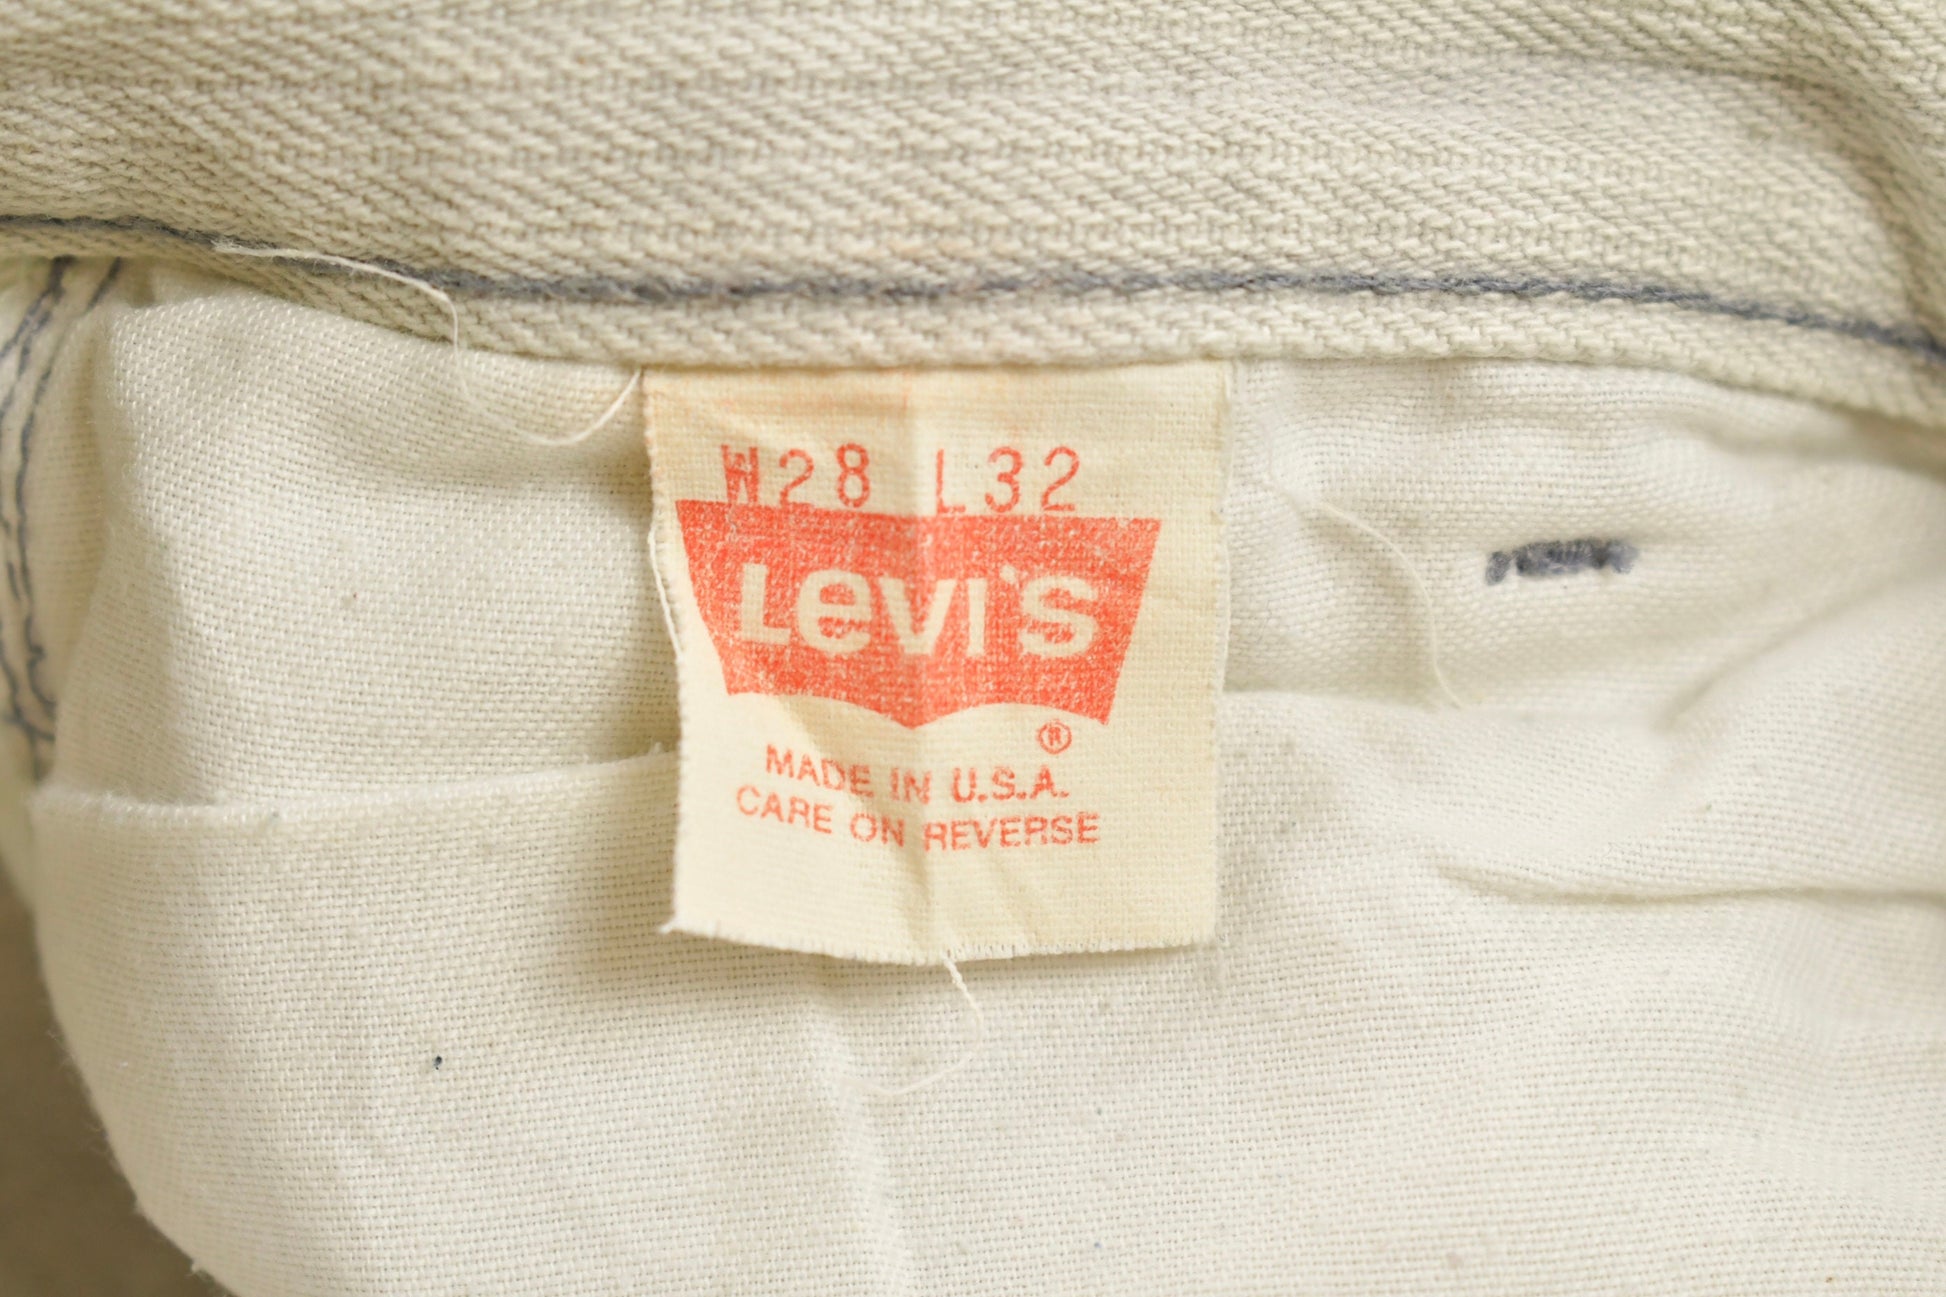 W28 L32
Levi's
®
MADE IN U.S.A.
CARE ON REVERSE